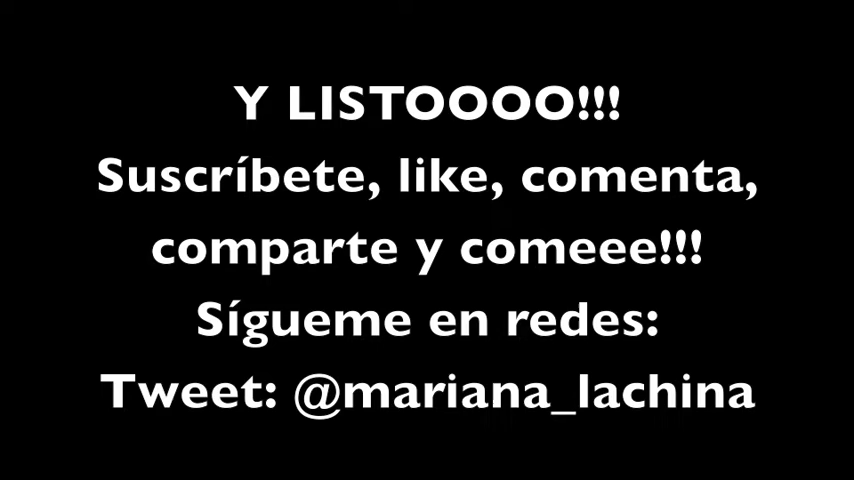 Y LISTOOOO!!!
Suscríbete, like, comenta,
comparte y comeee!!!
Sígueme en redes:
Tweet: @mariana_lachina